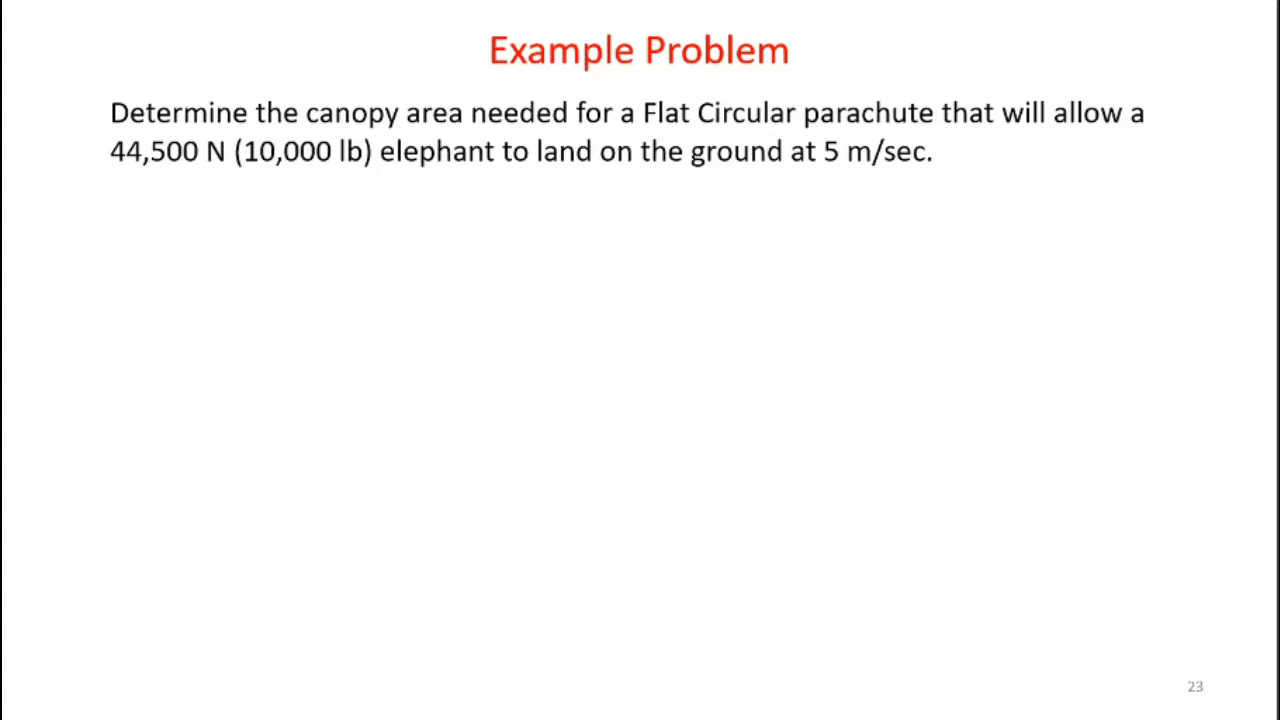 Example Problem
Determine the canopy area needed for a Flat Circular parachute that will allow a
44,500 N (10,000 lb) elephant to land on the ground at 5 m/sec.
23